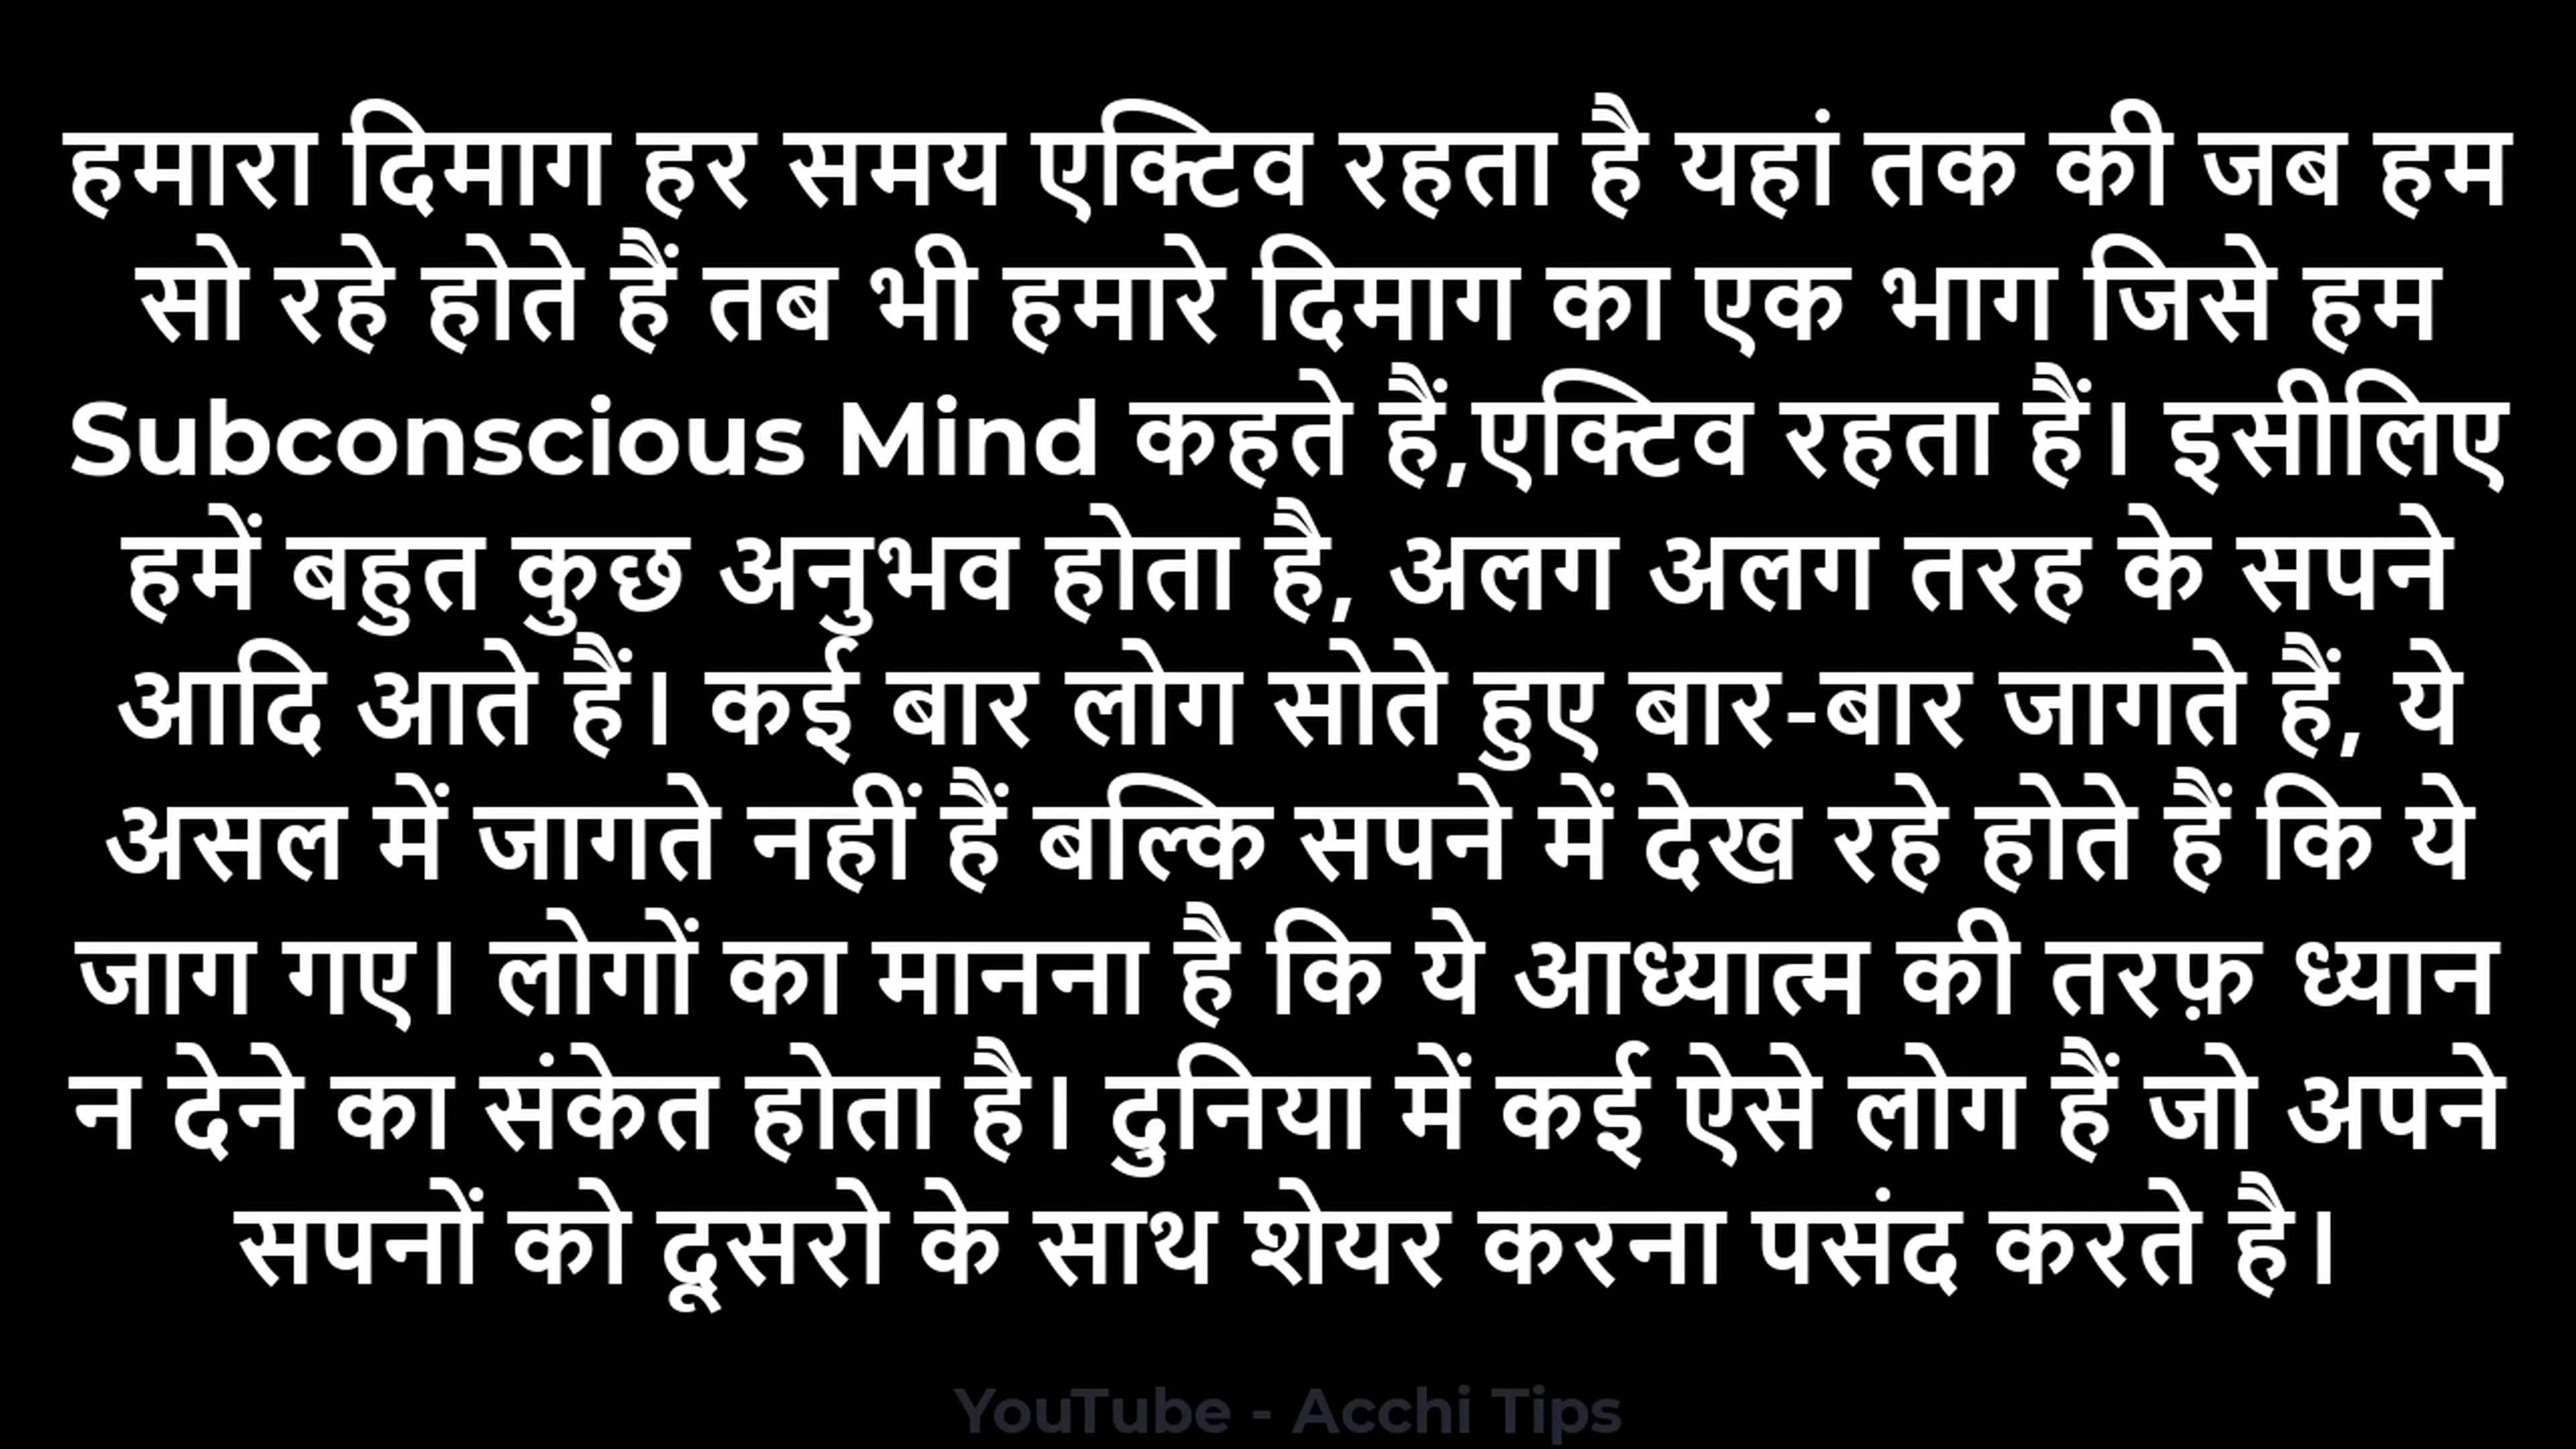 हमारा दिमाग हर समय एक्टिव रहता है यहां तक की जब हम
सो रहे होते हैं तब भी हमारे दिमाग का एक भाग जिसे हम
Subconscious Mind कहते हैं,एक्टिव रहता हैं। इसीलिए
हमें बहुत कुछ अनुभव होता है, अलग अलग तरह के सपने
आदि आते हैं। कई बार लोग सोते हुए बार-बार जागते हैं, ये
असल में जागते नहीं हैं बल्कि सपने में देख रहे होते हैं कि ये
जाग गए। लोगों का मानना है कि ये आध्यात्म की तरफ़ ध्यान
न देने का संकेत होता है। दुनिया में कई ऐसे लोग हैं जो अपने
सपनों को दूसरो के साथ शेयर करना पसंद करते है।
YouTube - Acchi Tips